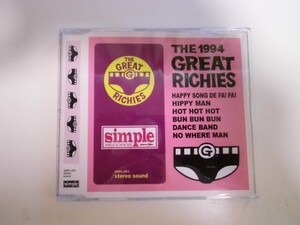 THE
GREAT
G
RICHIES
simple
stereo sound
THE 1994
GREAT
RICHIES
HAPPY SONG DE FAI FAI
HIPPY MAN
HOT HOT HOT
BUN BUN BUN
DANCE BAND
NO WHERE MAN
G
simple